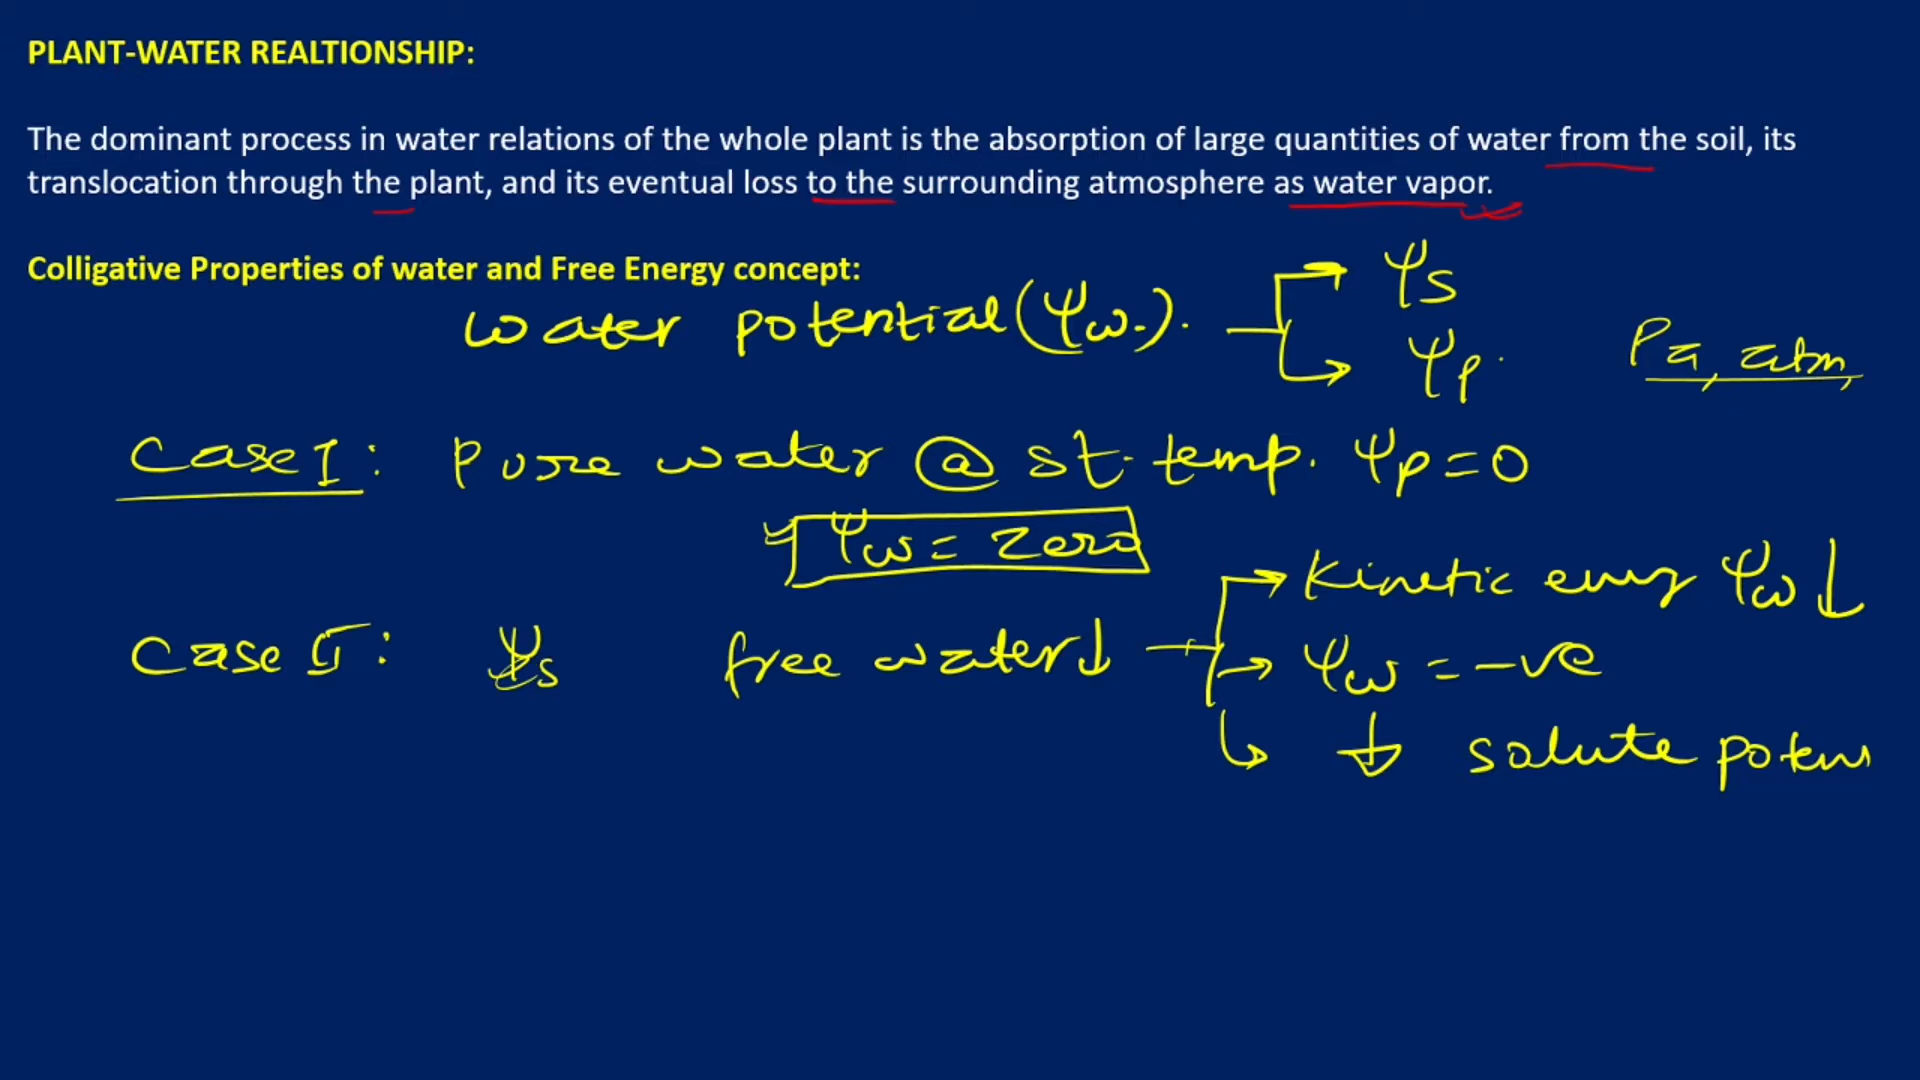 PLANT-WATER REALTIONSHIP:
The dominant process in water relations of the whole plant is the absorption of large quantities of water from the soil, its
translocation through the plant, and its eventual loss to the surrounding atmosphere as water vapor.
Colligative Properties of water and Free Energy concept:
water potential (Ψw.). → Ψs
→ Ψp.
Pa, atm,
Case I : Pure water @ st. temp. Ψp = 0
Ψw = Zero
→ Kinetic Ψw ↓
Case II : Ψs free water ↓ → Ψw = -ve
↳ ↓ solute